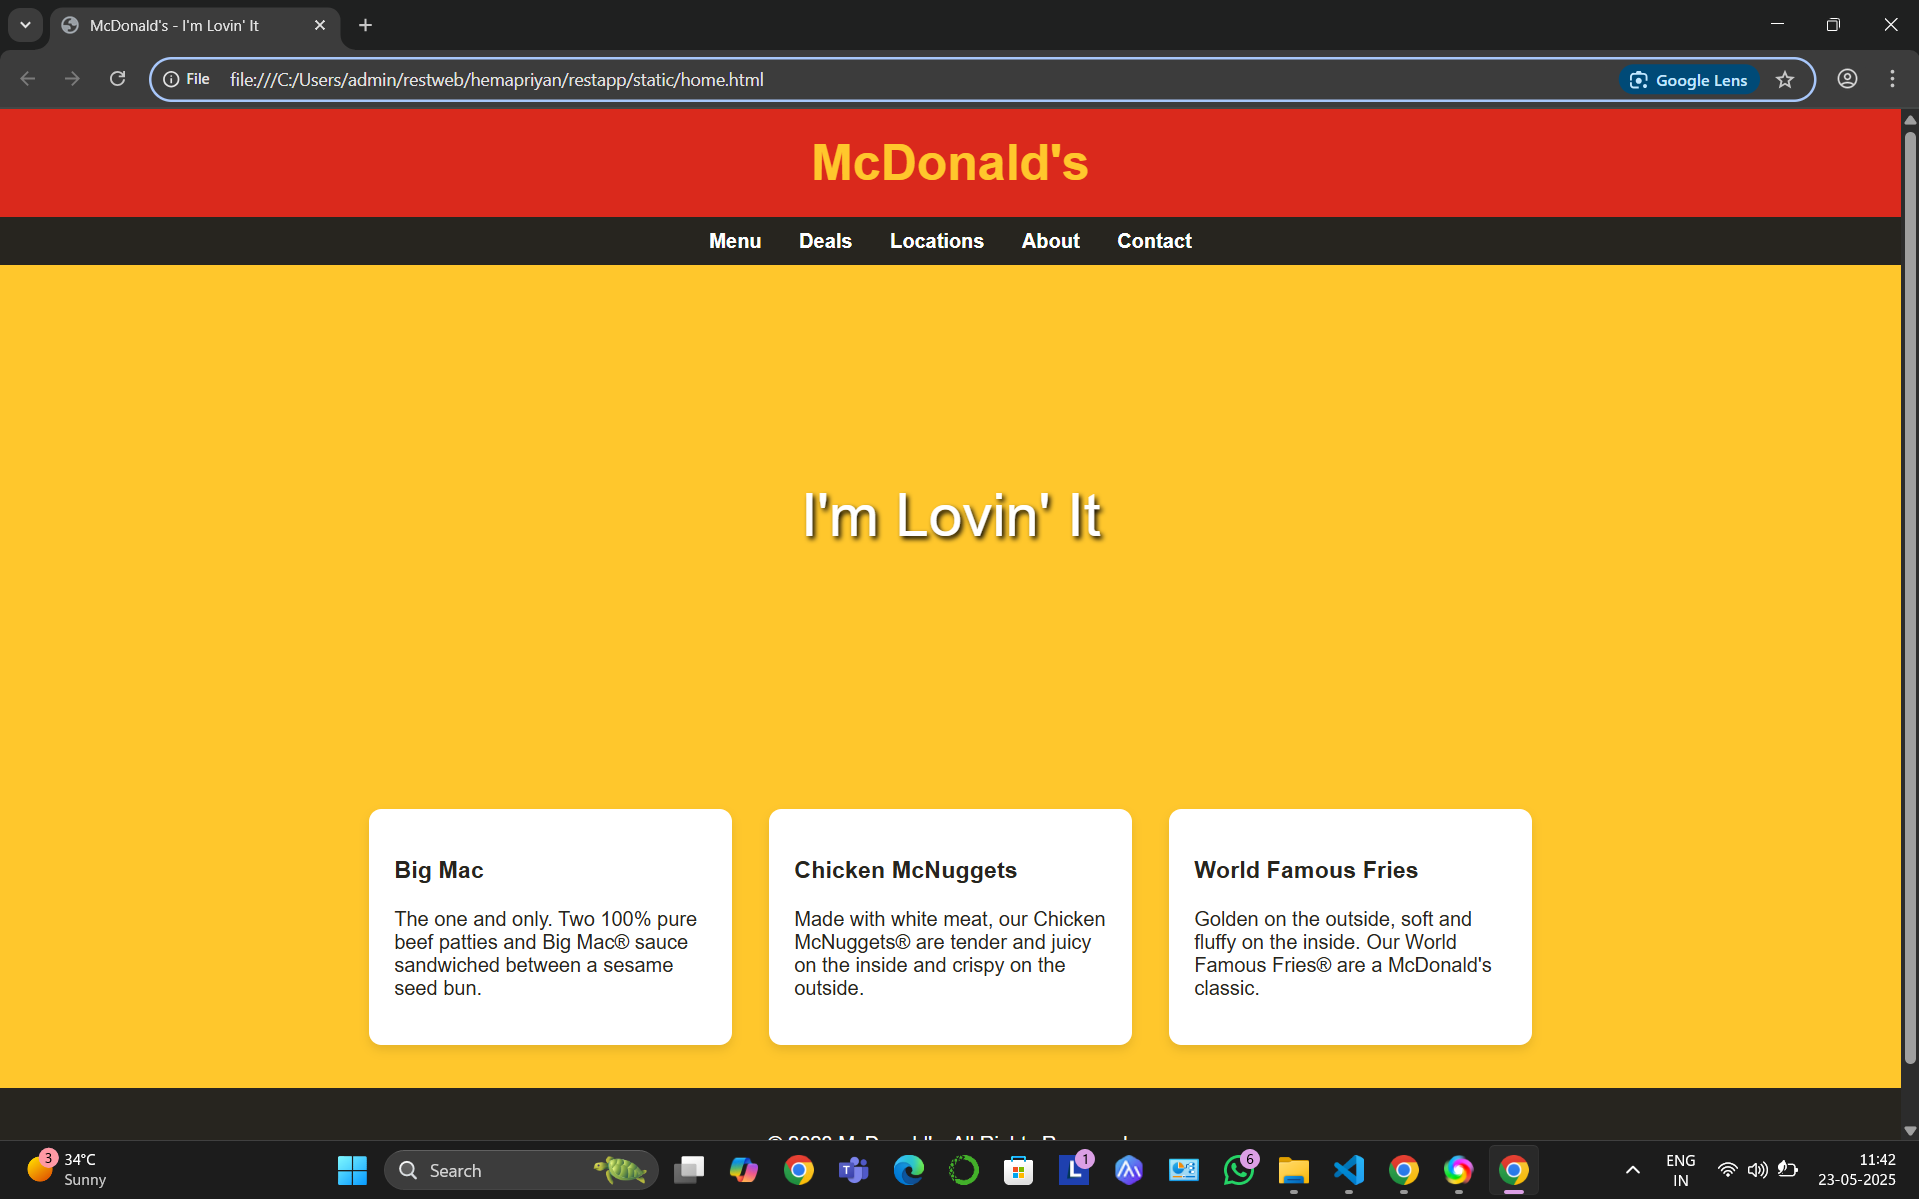 McDonald's - I'm Lovin' It
File
file:///C:/Users/admin/restweb/hemapriyan/restapp/static/home.html
Google Lens
McDonald's
Menu Deals Locations About Contact
I'm Lovin' It
Big Mac
The one and only. Two 100% pure
beef patties and Big Mac® sauce
sandwiched between a sesame
seed bun.
Chicken McNuggets
Made with white meat, our Chicken
McNuggets® are tender and juicy
on the inside and crispy on the
outside.
World Famous Fries
Golden on the outside, soft and
fluffy on the inside. Our World
Famous Fries® are a McDonald's
classic.
3
34°C
Sunny
Search
T
L
1
6
ENG
IN
11:42
23-05-2025